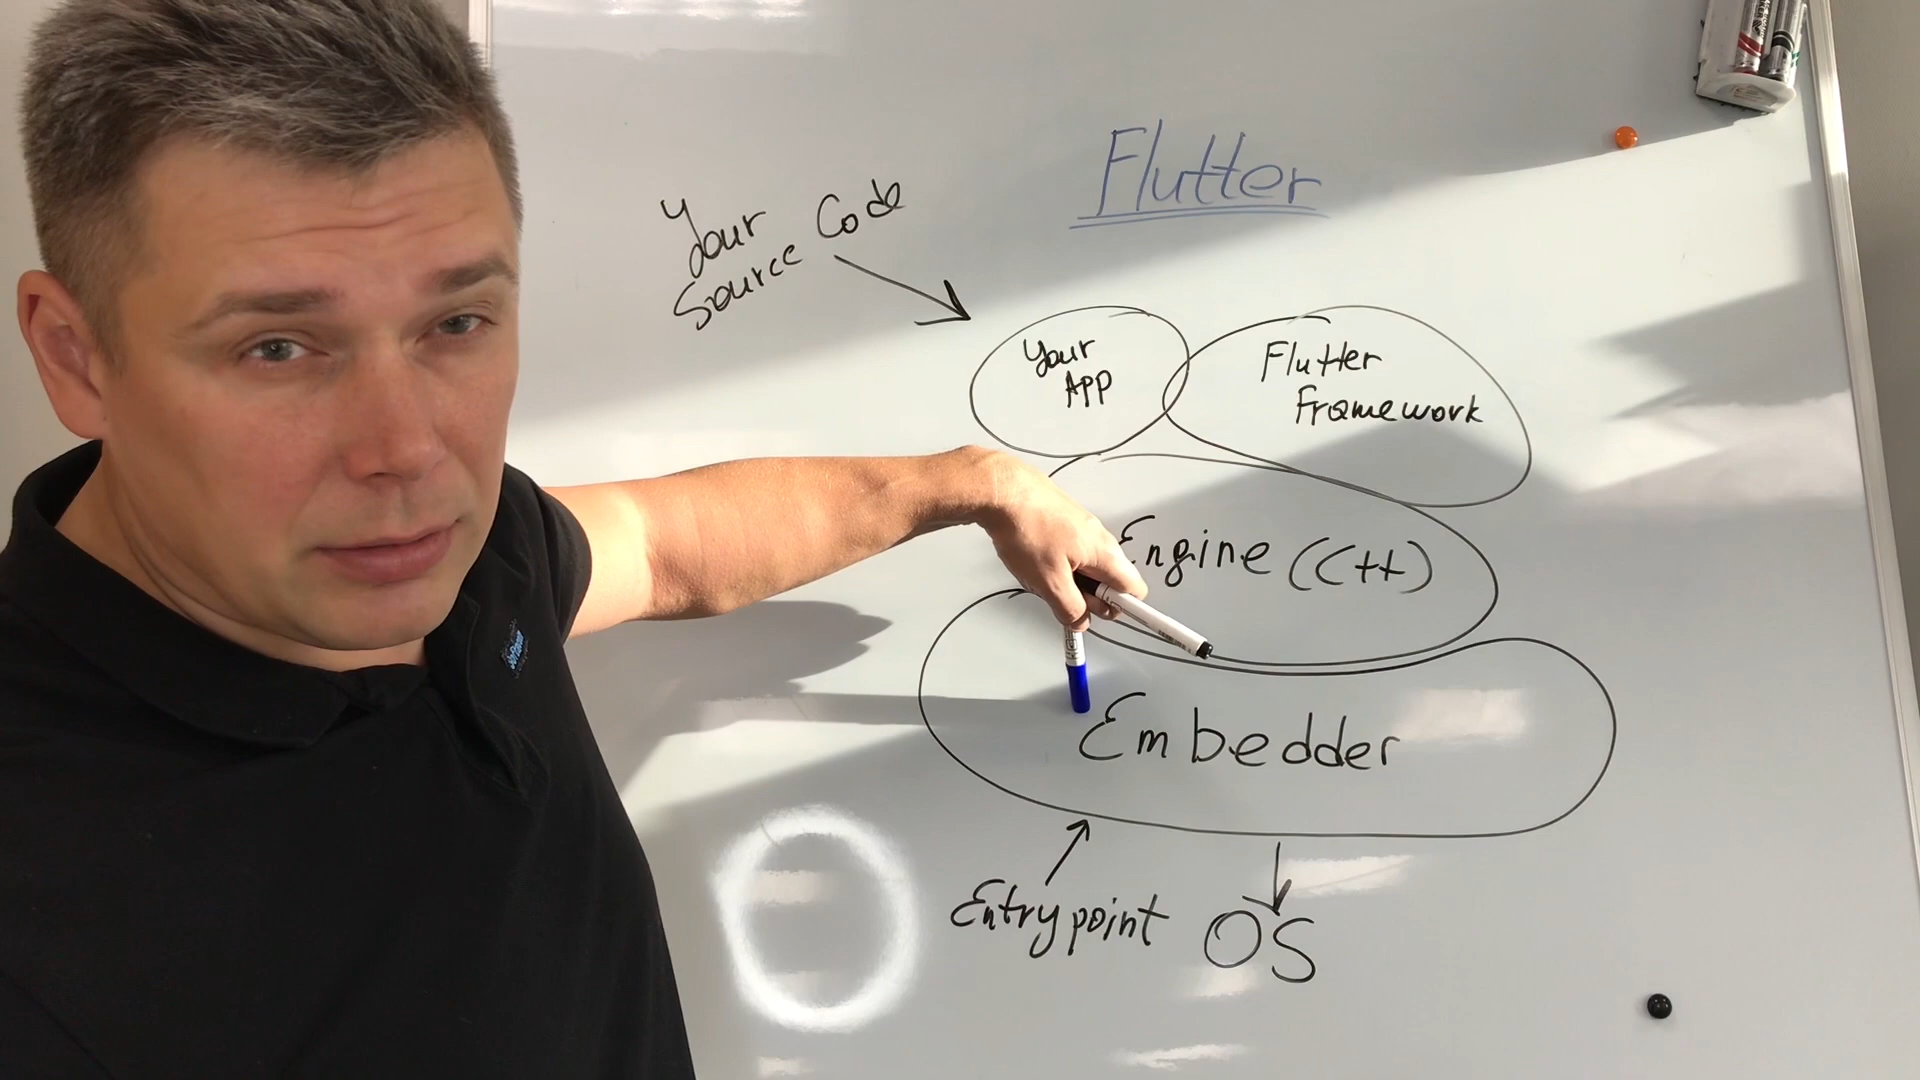 Flutter
Your
Source Code
Your
App
Flutter
Framework
Engine (C++)
Embedder
Entrypoint
OS